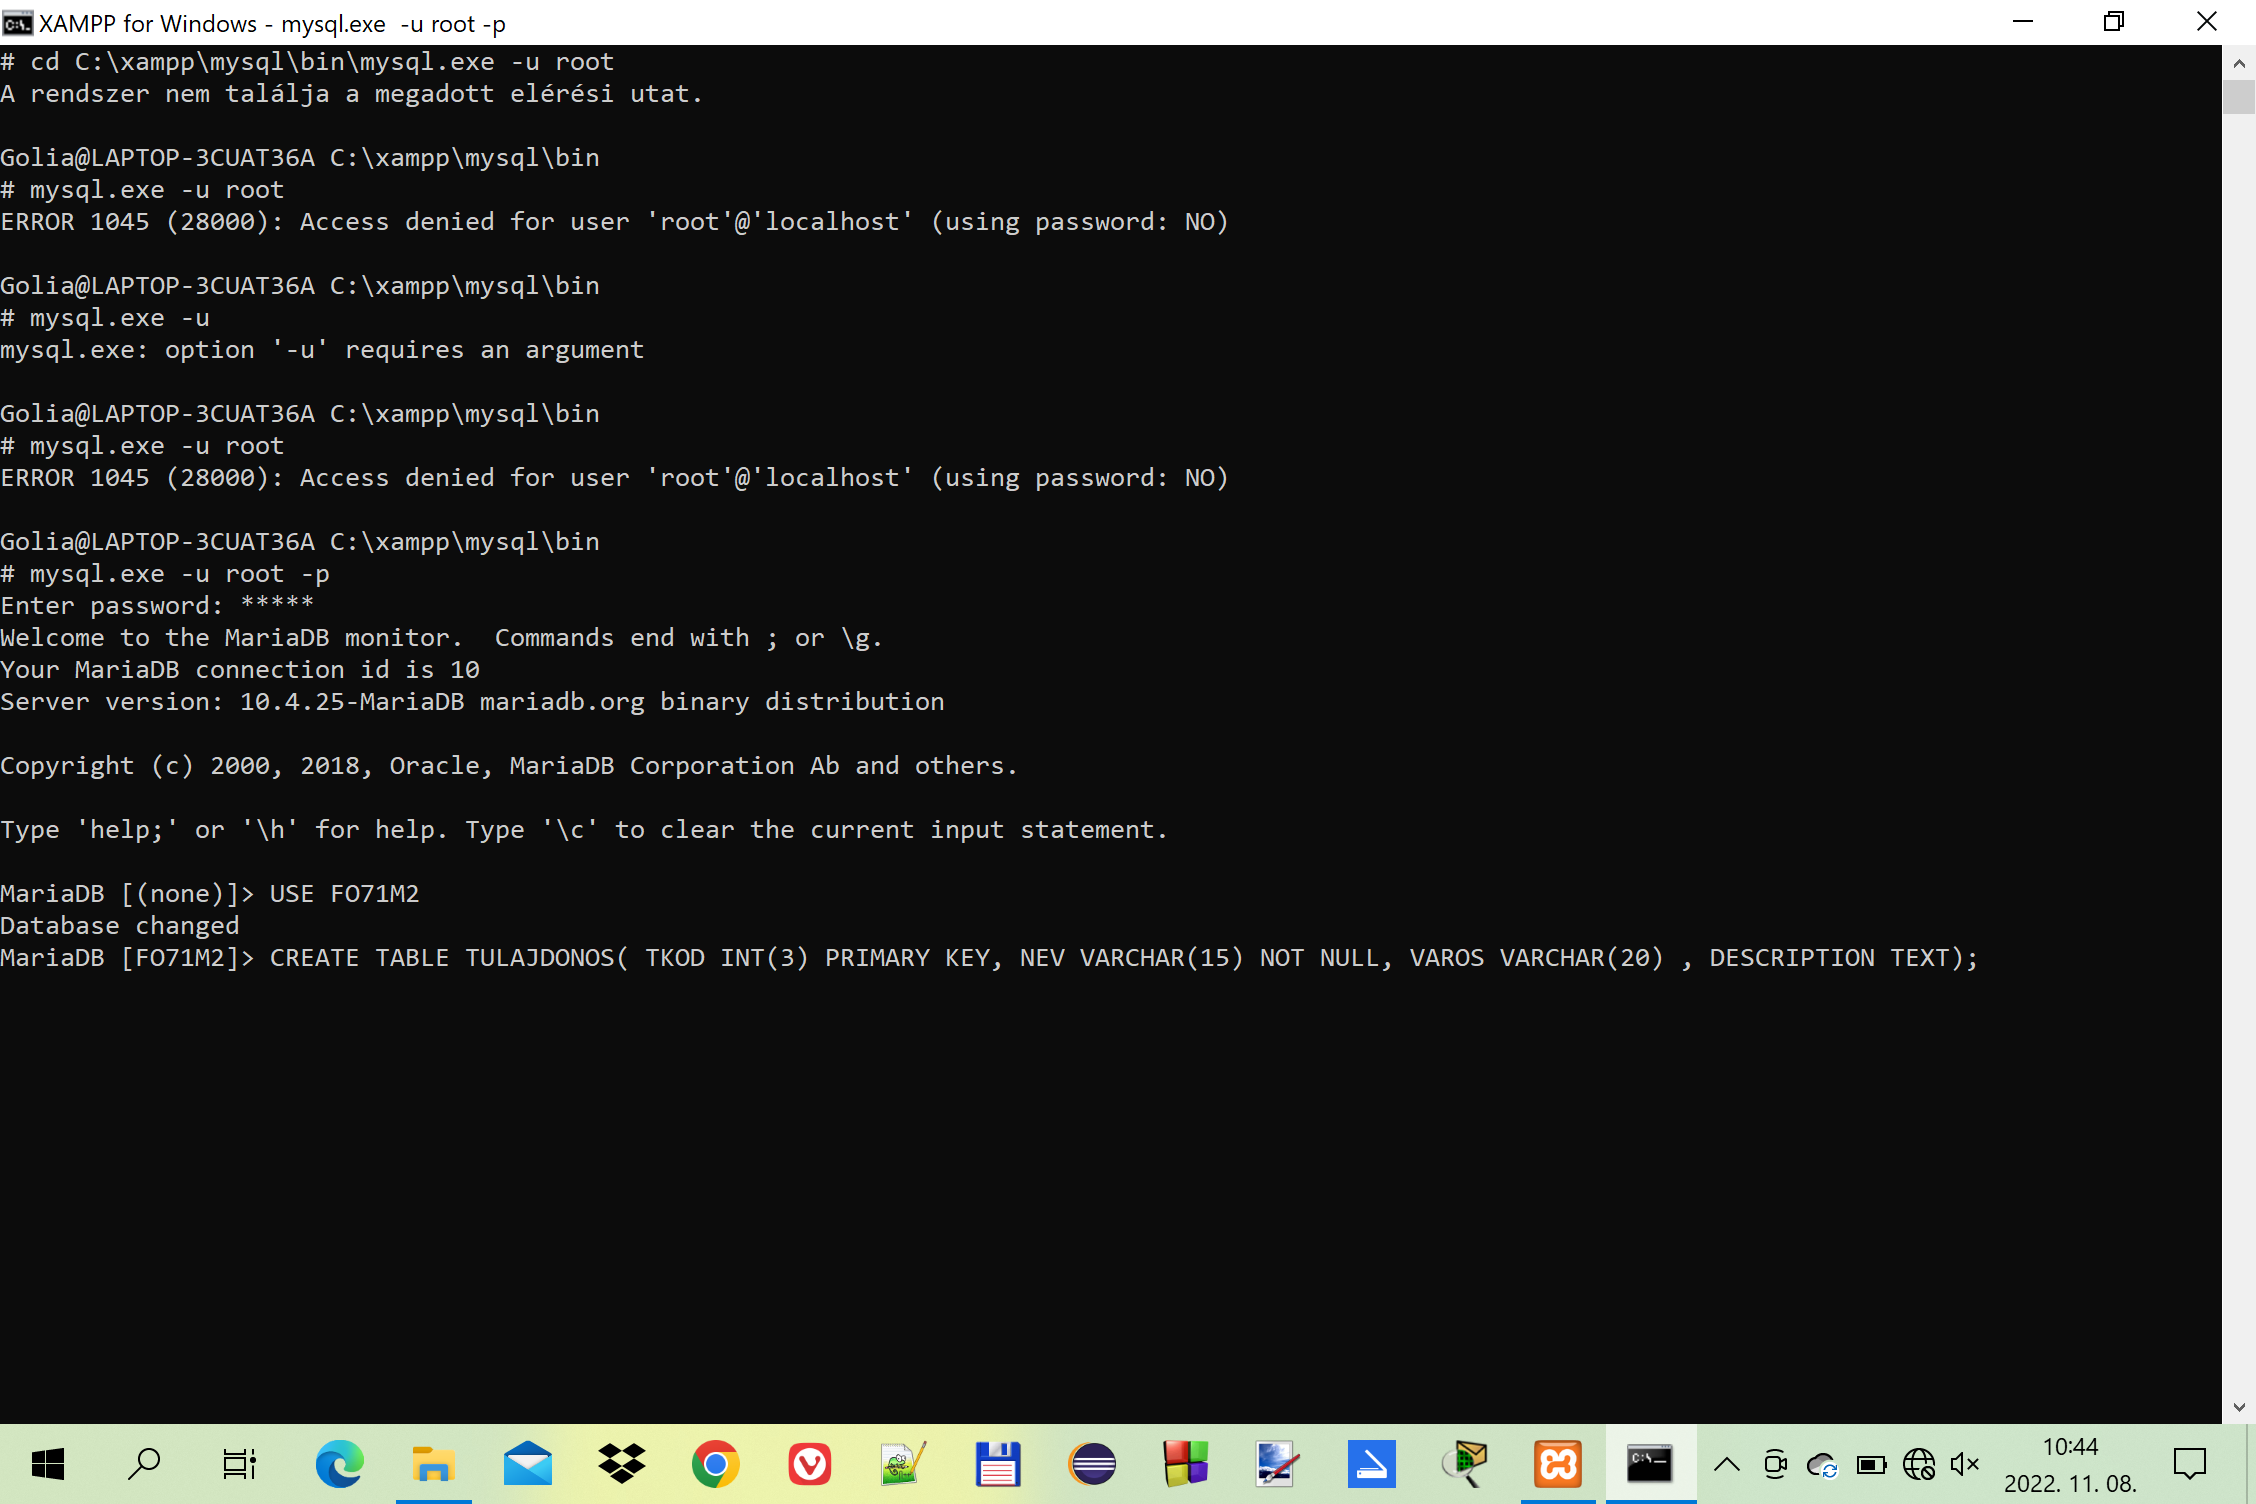 XAMPP for Windows - mysql.exe  -u root -p
# cd C:\xampp\mysql\bin\mysql.exe -u root
A rendszer nem találja a megadott elérési utat.
Golia@LAPTOP-3CUAT36A C:\xampp\mysql\bin
# mysql.exe -u root
ERROR 1045 (28000): Access denied for user 'root'@'localhost' (using password: NO)
Golia@LAPTOP-3CUAT36A C:\xampp\mysql\bin
# mysql.exe -u
mysql.exe: option '-u' requires an argument
Golia@LAPTOP-3CUAT36A C:\xampp\mysql\bin
# mysql.exe -u root
ERROR 1045 (28000): Access denied for user 'root'@'localhost' (using password: NO)
Golia@LAPTOP-3CUAT36A C:\xampp\mysql\bin
# mysql.exe -u root -p
Enter password: *****
Welcome to the MariaDB monitor.  Commands end with ; or \g.
Your MariaDB connection id is 10
Server version: 10.4.25-MariaDB mariadb.org binary distribution
Copyright (c) 2000, 2018, Oracle, MariaDB Corporation Ab and others.
Type 'help;' or '\h' for help. Type '\c' to clear the current input statement.
MariaDB [(none)]> USE FO71M2
Database changed
MariaDB [FO71M2]> CREATE TABLE TULAJDONOS( TKOD INT(3) PRIMARY KEY, NEV VARCHAR(15) NOT NULL, VAROS VARCHAR(20) , DESCRIPTION TEXT);
10:44
2022. 11. 08.